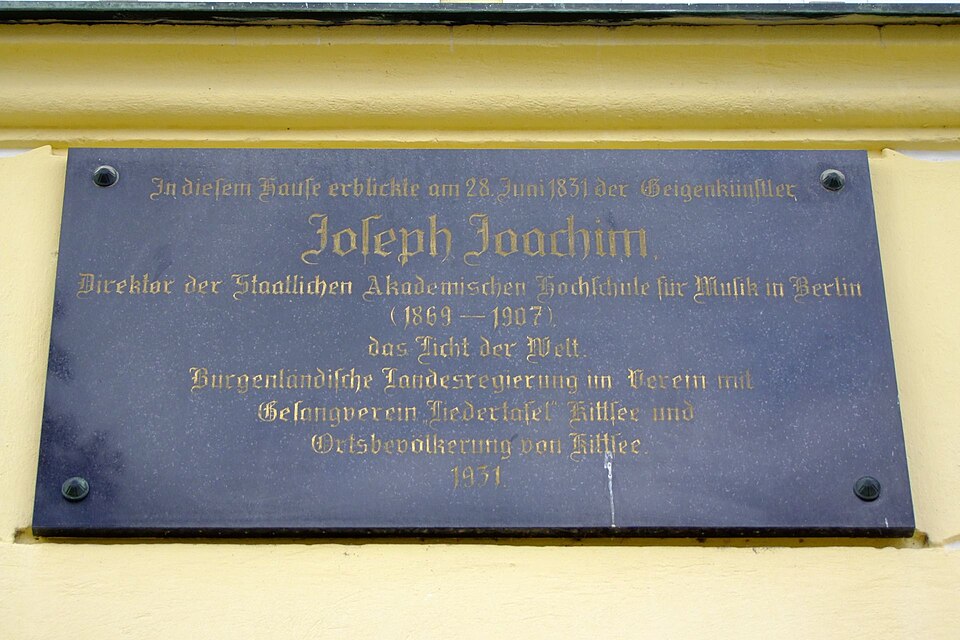 In diesem Hause erblickte am 28. Juni 1831 der Geigenkünstler
Joseph Joachim,
Direktor der Staatlichen Akademischen Hochschule für Musik in Berlin
(1869 — 1907),
das Licht der Welt.
Burgenländische Landesregierung im Verein mit
Gesangverein „Liedertafel“ Kittsee und
Ortsbevölkerung von Kittsee.
1931.